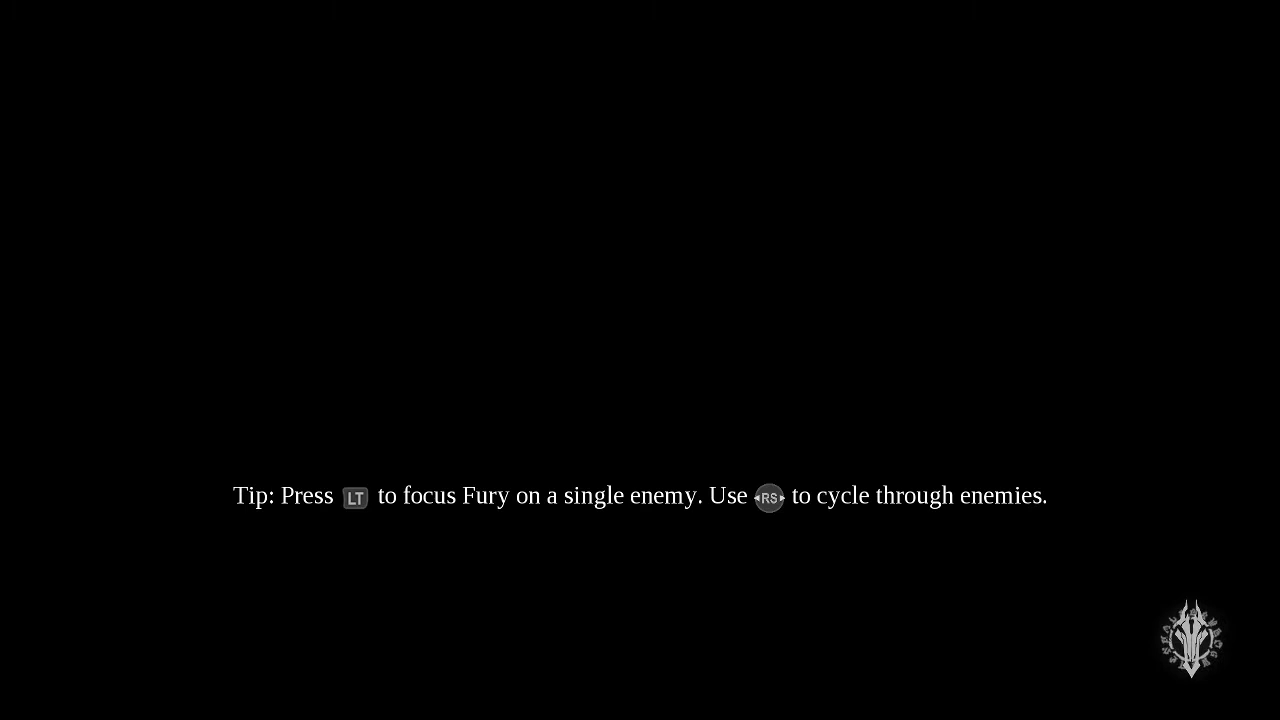 Tip: Press LT to focus Fury on a single enemy. Use RS to cycle through enemies.